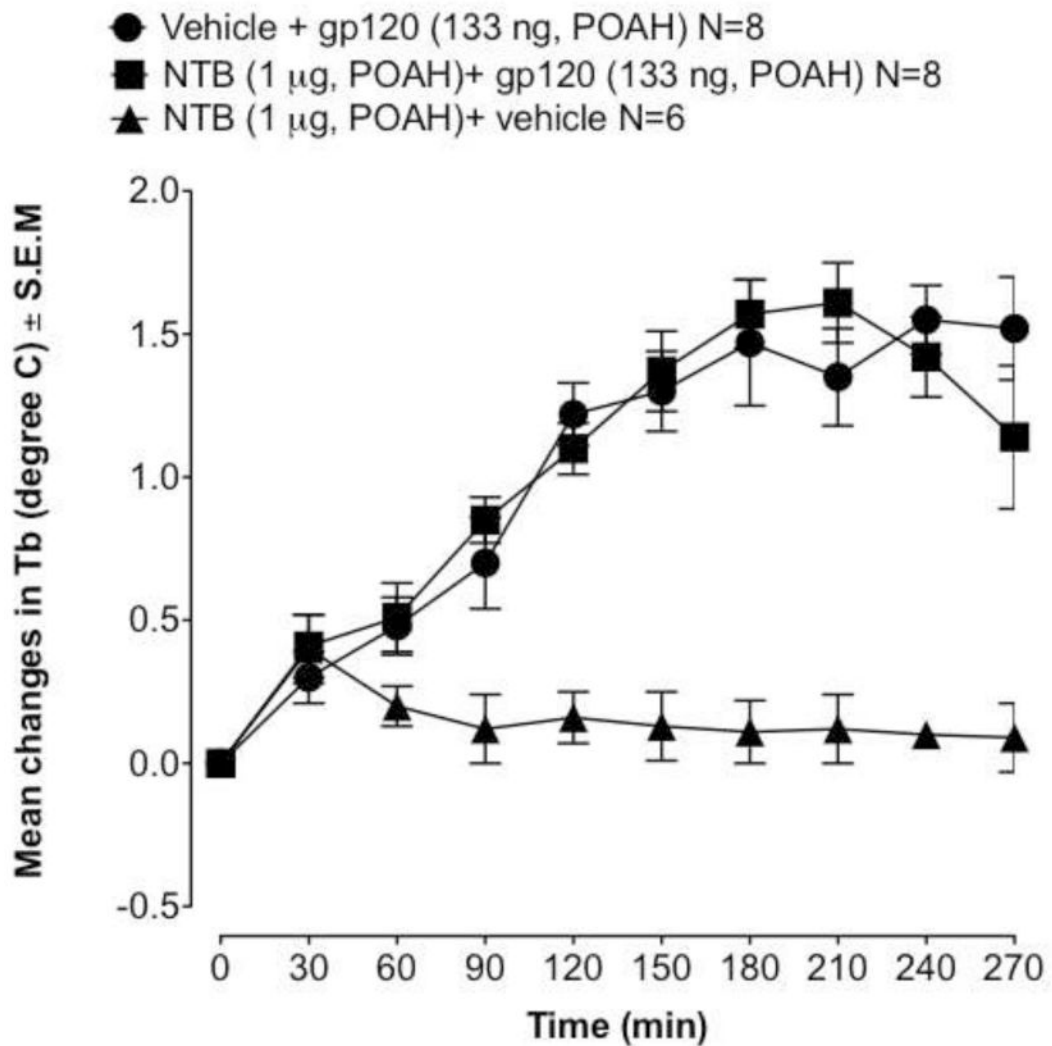 Vehicle + gp120 (133 ng, POAH) N=8
NTB (1 μg, POAH)+ gp120 (133 ng, POAH) N=8
NTB (1 μg, POAH)+ vehicle N=6
Mean changes in Tb (degree C) ± S.E.M
2.0
1.5
1.0
0.5
0.0
-0.5
0 30 60 90 120 150 180 210 240 270
Time (min)